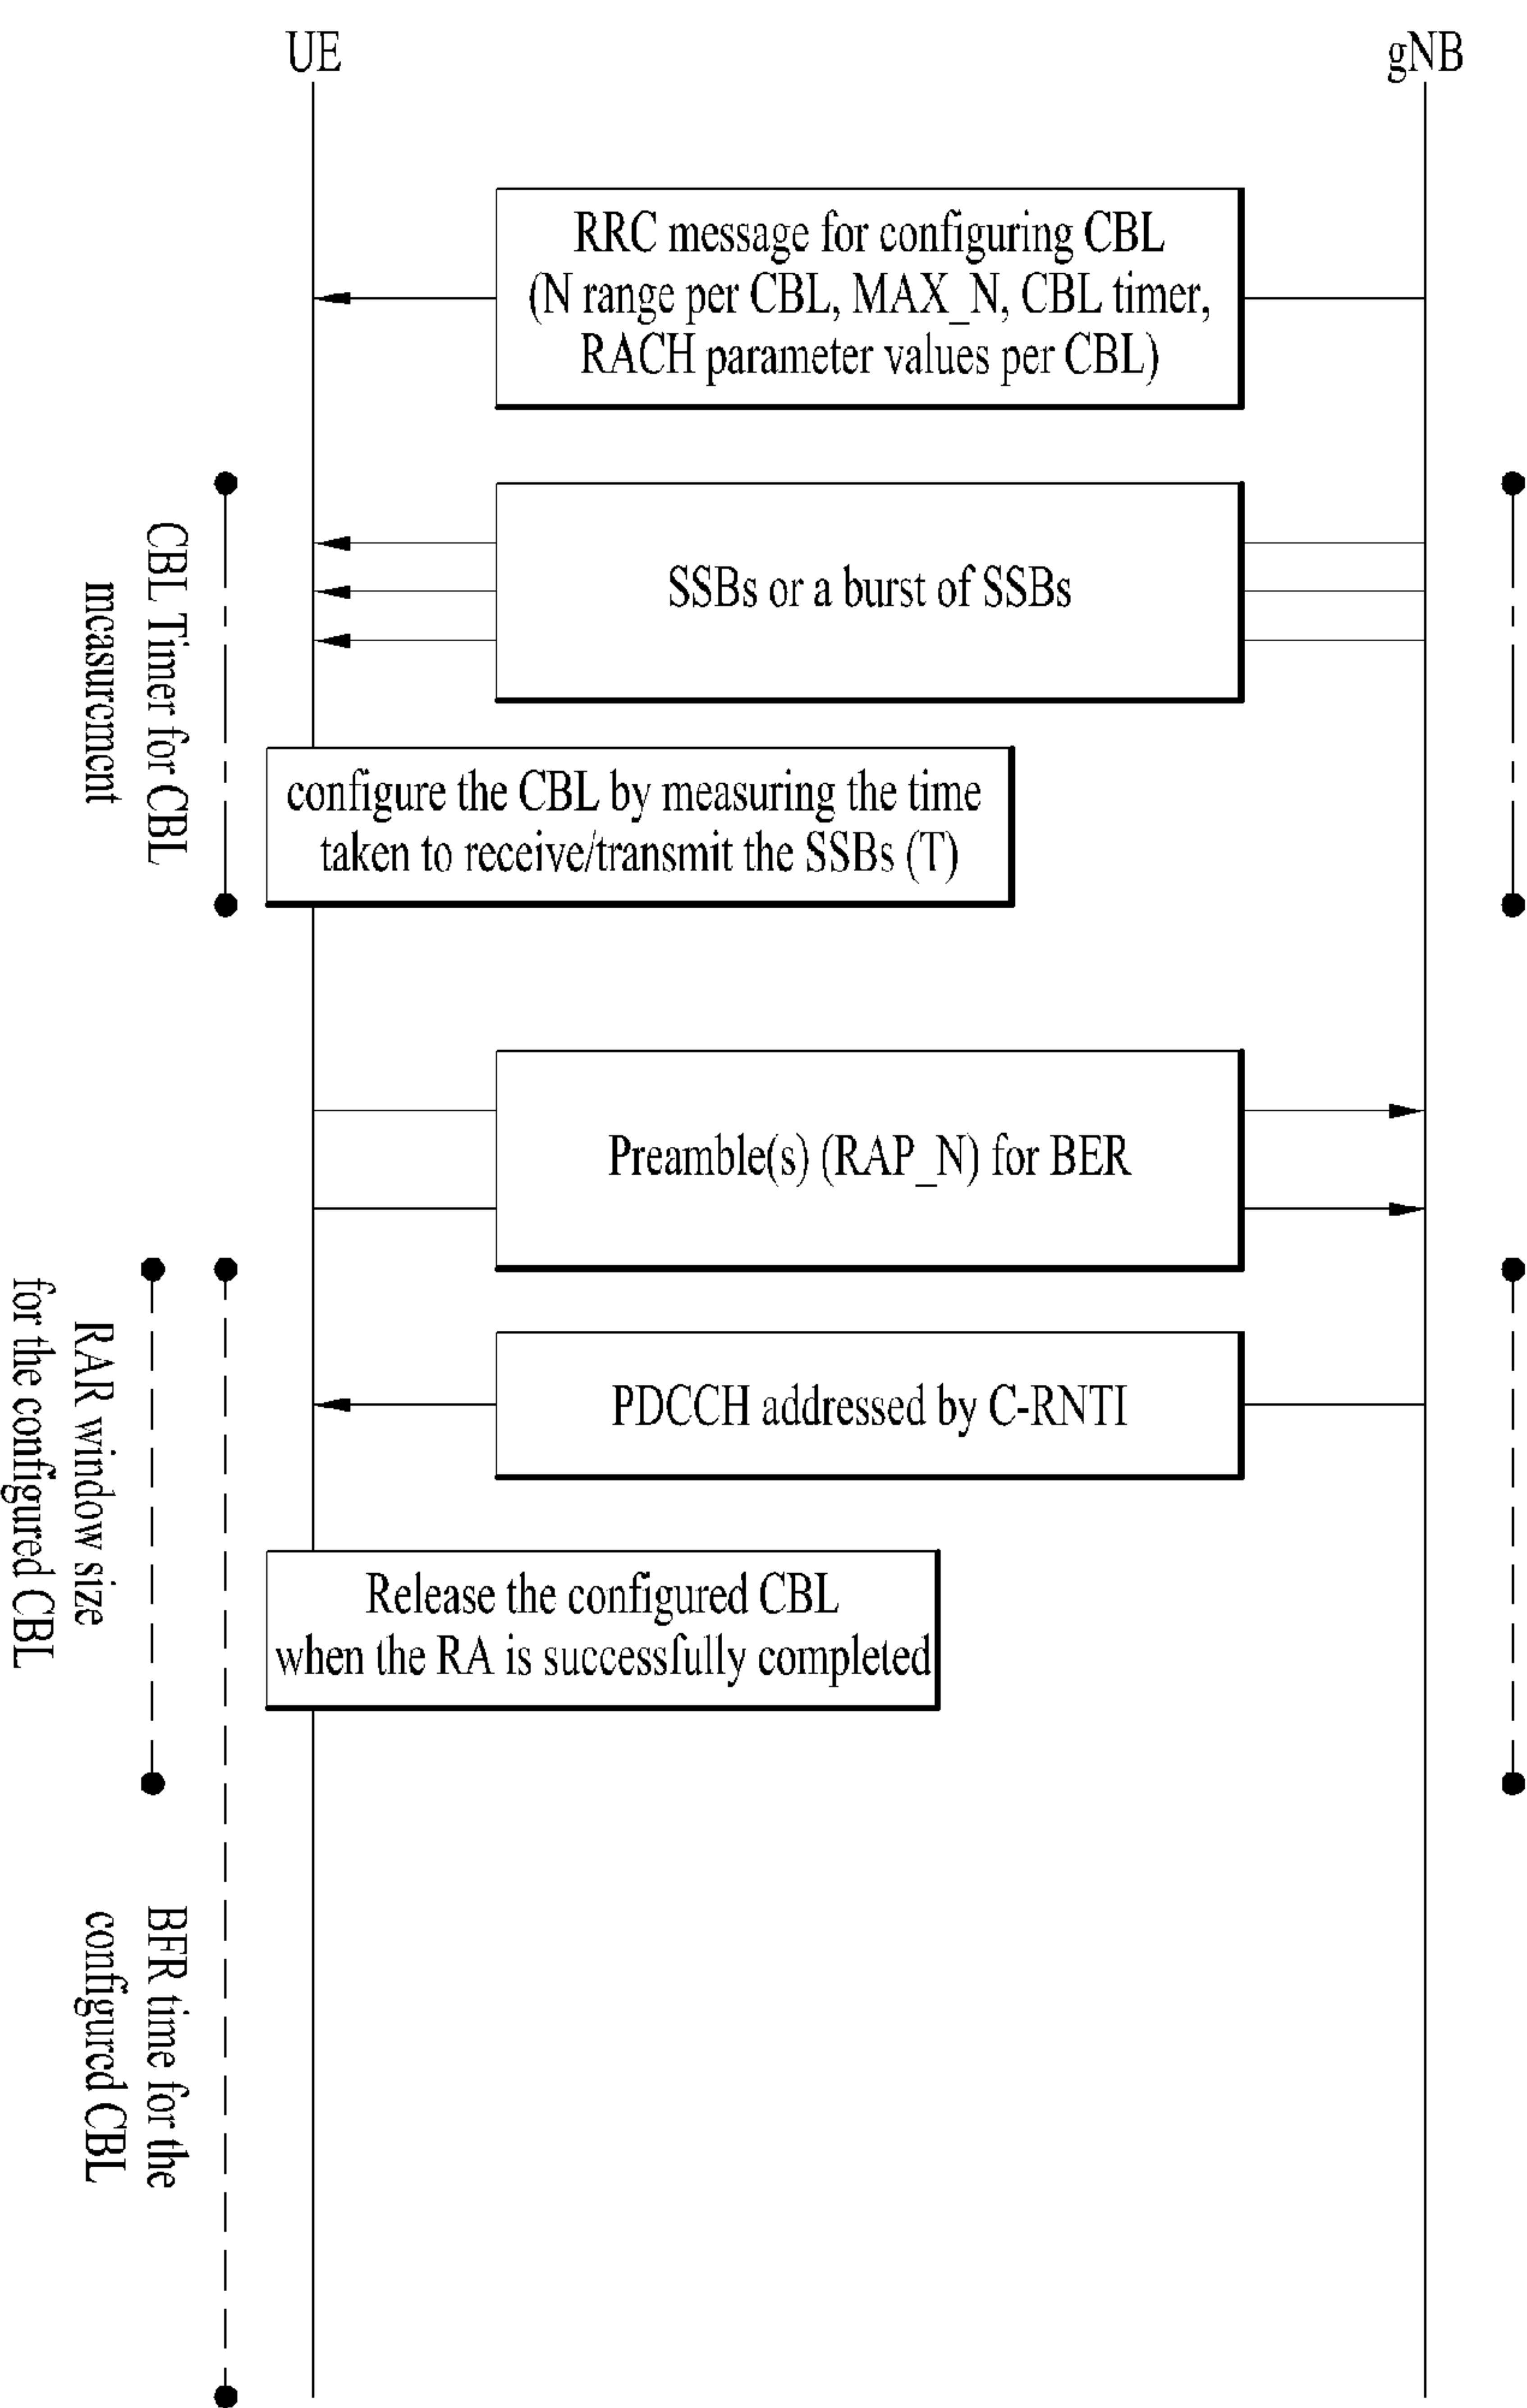 UE
gNB
RRC message for configuring CBL
(N range per CBL, MAX_N, CBL timer,
RACH parameter values per CBL)
SSBs or a burst of SSBs
CBL Timer for CBL
measurement
configure the CBL by measuring the time
taken to receive/transmit the SSBs (T)
Preamble(s) (RAP_N) for BER
PDCCH addressed by C-RNTI
RAR window size
for the configured CBL
Release the configured CBL
when the RA is successfully completed
BFR time for the
configured CBL